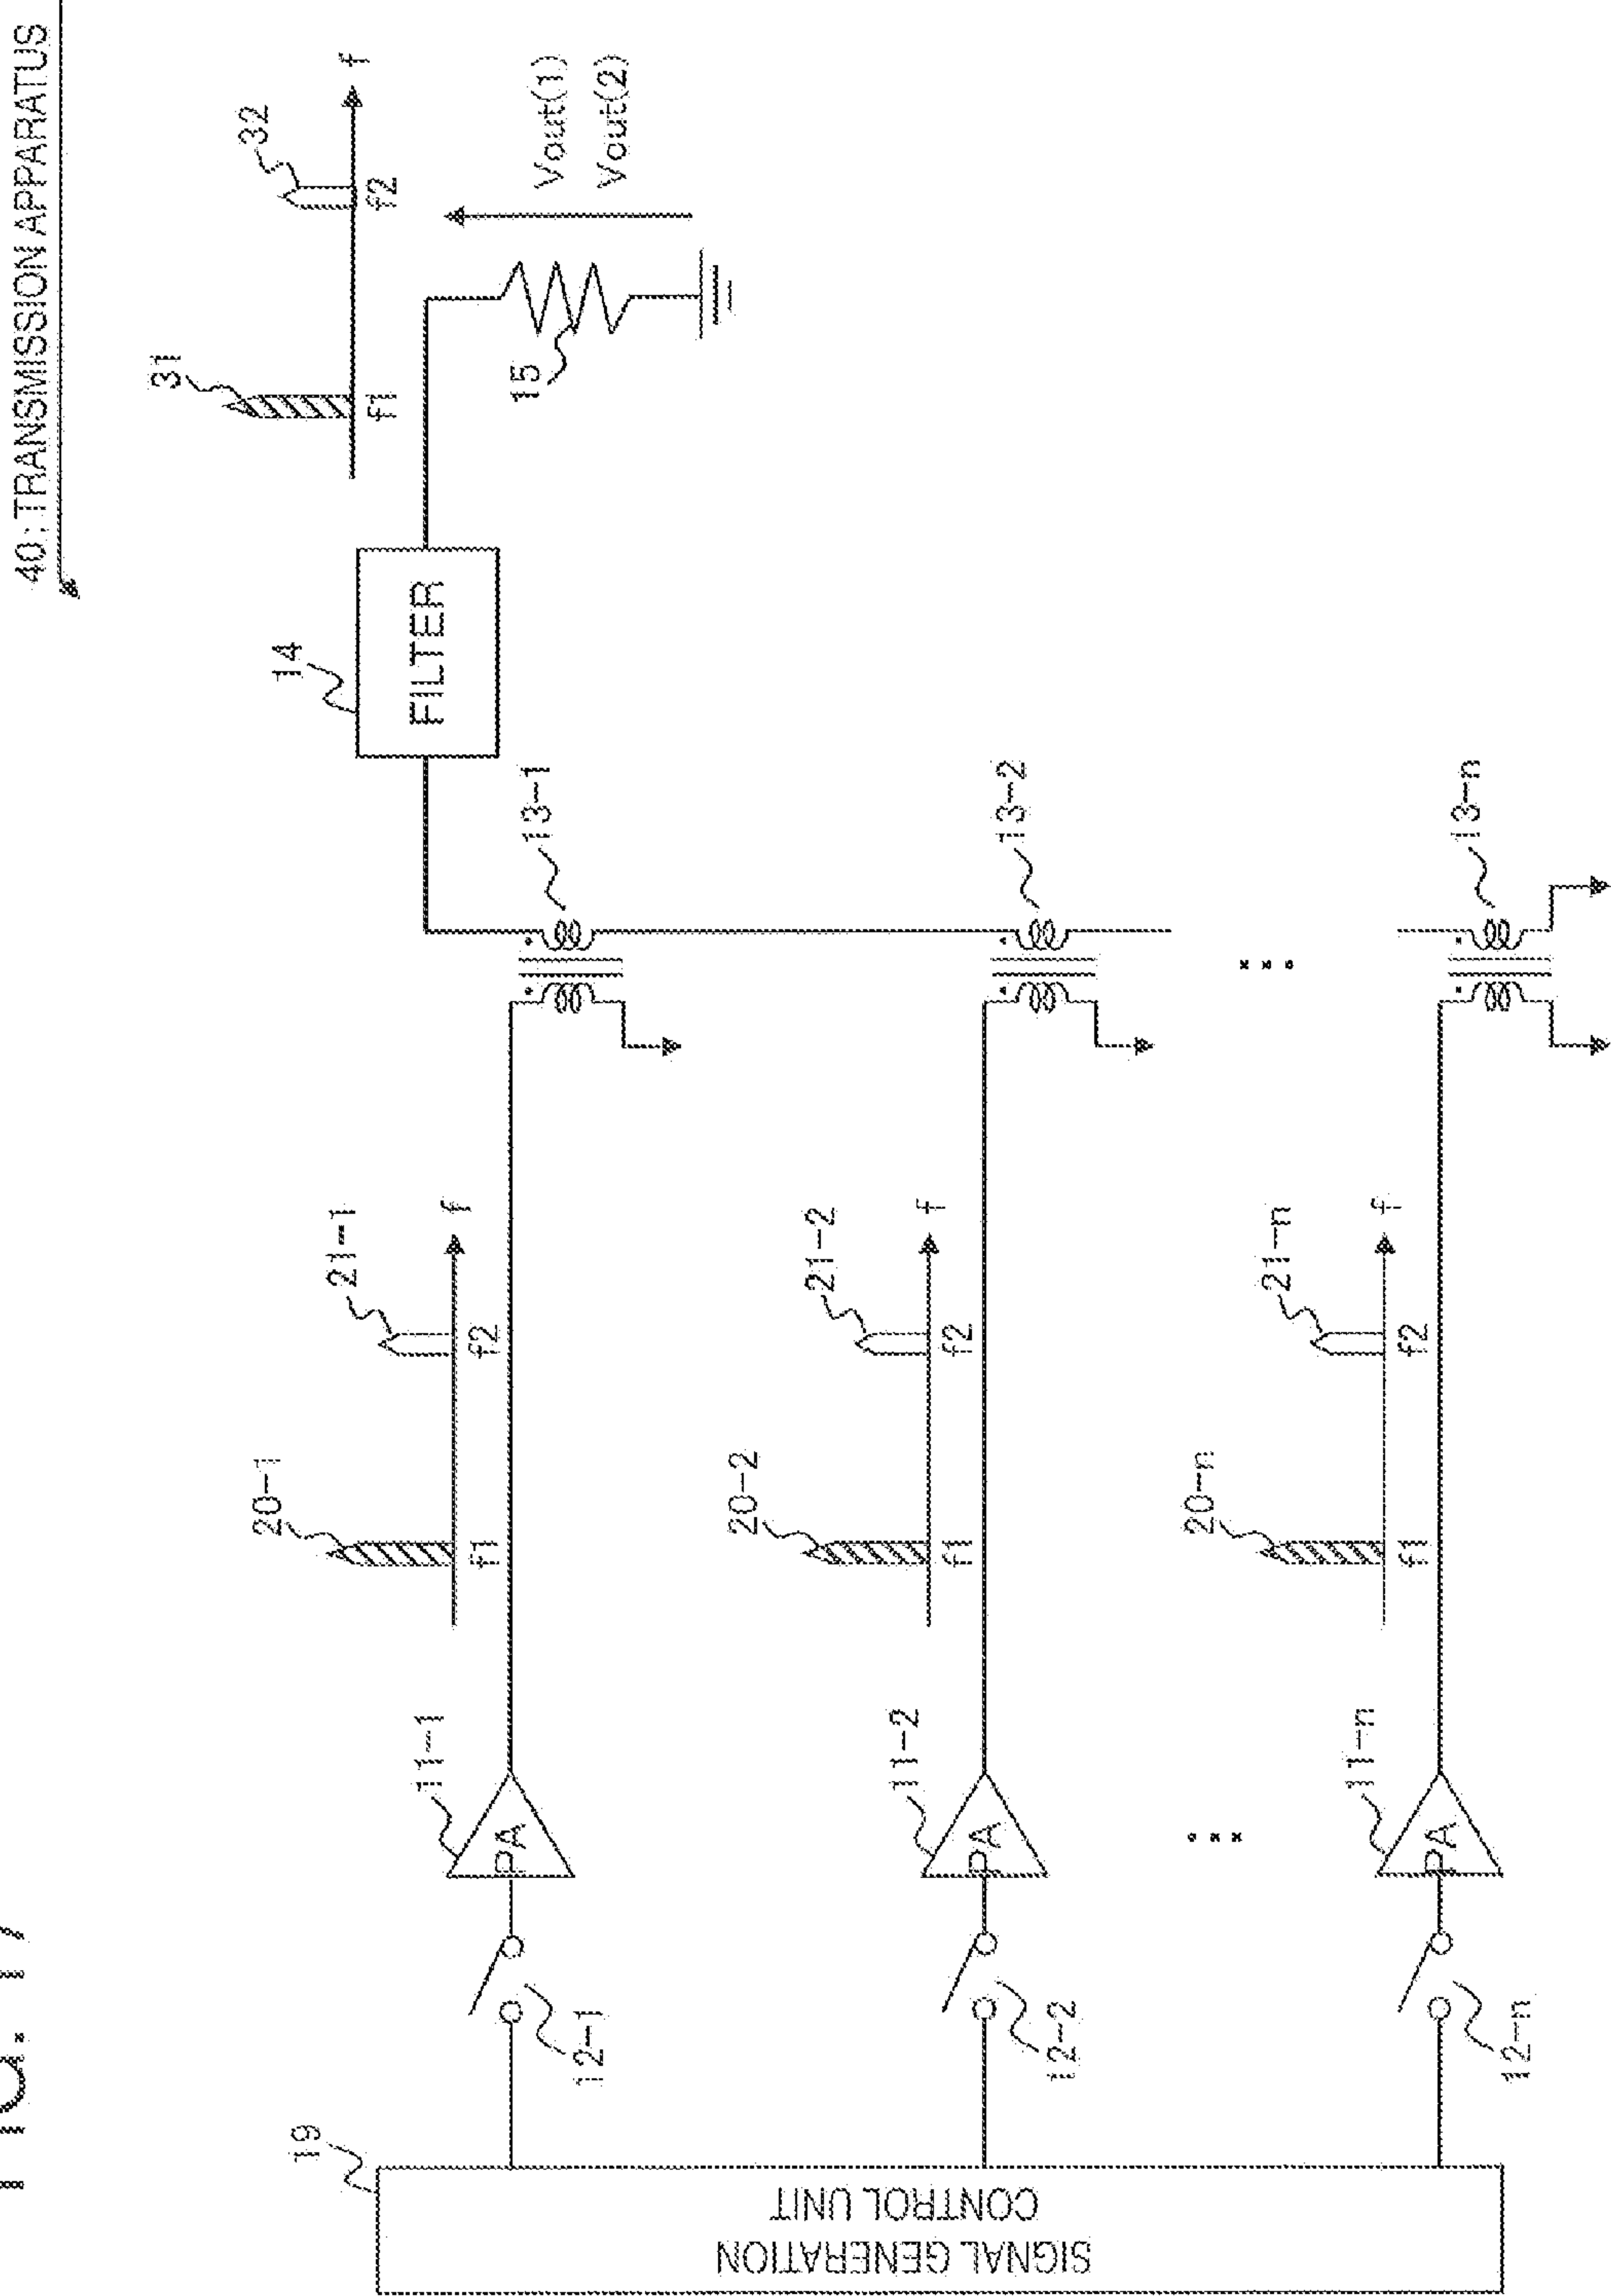 40 : TRANSMISSION APPARATUS
31
32
f1
f2
f
14
FILTER
15
Vout(1)
Vout(2)
20-1
21-1
f1
f2
f
11-1
PA
12-1
13-1
19
SIGNAL GENERATION
CONTROL UNIT
20-2
21-2
f1
f2
f
11-2
PA
12-2
13-2
20-n
21-n
f1
f2
f
11-n
PA
12-n
13-n